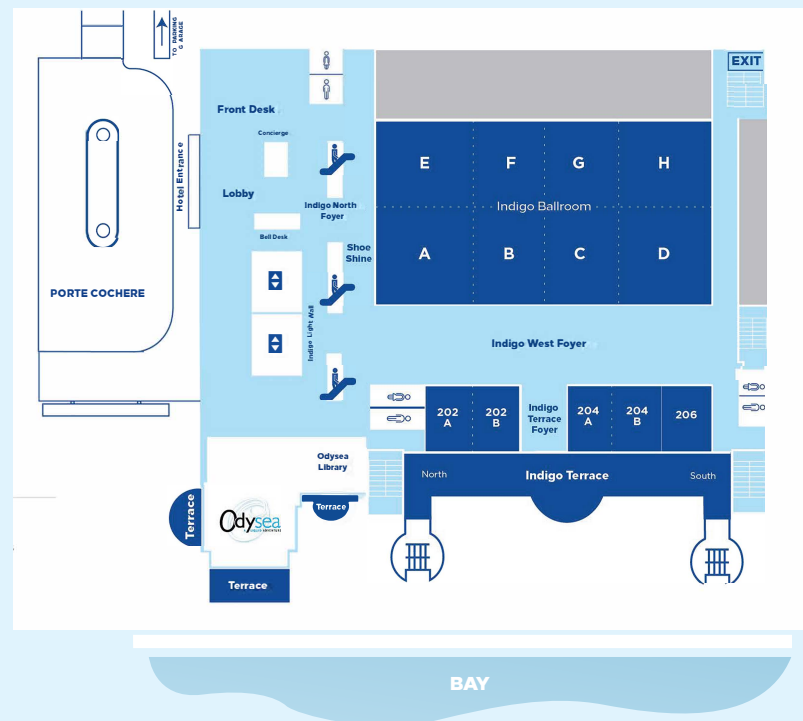 TO PARKING
GARAGE
EXIT
Front Desk
Concierge
E
F
G
H
Hotel Entrance
Lobby
Indigo North
Foyer
Indigo Ballroom
Bell Desk
Shoe
Shine
A
B
C
D
PORTE COCHERE
Indigo Light Wall
Indigo West Foyer
202
A
202
B
Indigo
Terrace
Foyer
204
A
204
B
206
Odysea
Library
North
Indigo Terrace
South
Terrace
Odysea
Terrace
Terrace
BAY